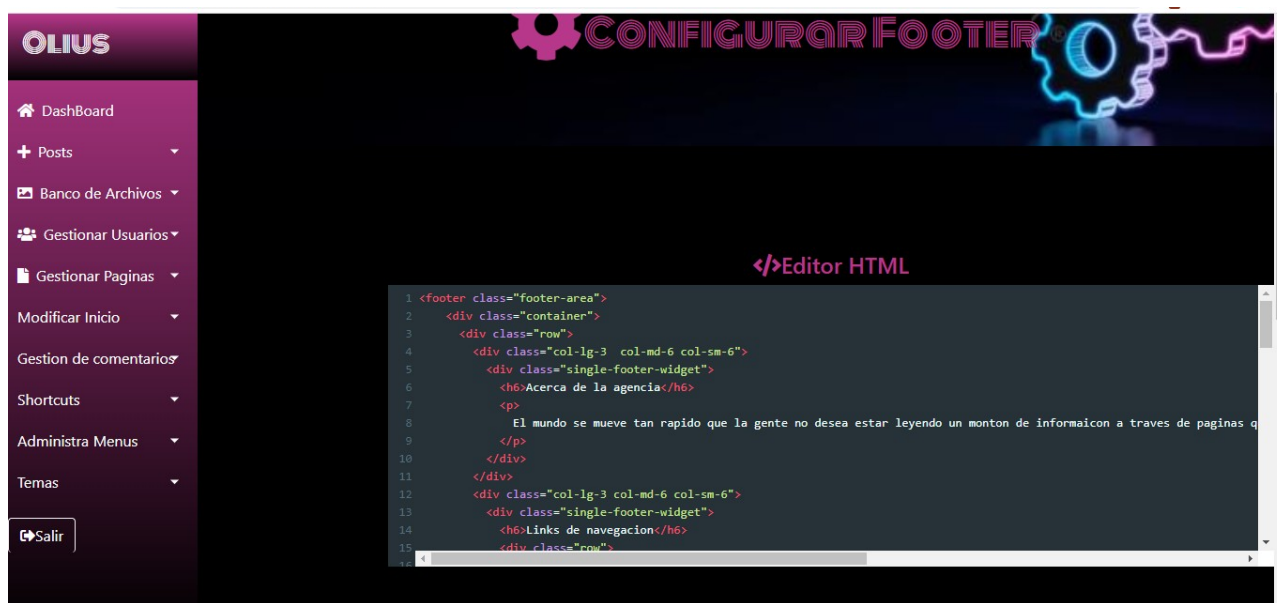 OLIUS
CONFIGURAR FOOTER
®
DashBoard
Posts
Banco de Archivos
Gestionar Usuarios
Gestionar Paginas
Modificar Inicio
Gestion de comentarios
Shortcuts
Administra Menus
Temas
Salir
</>Editor HTML
1 <footer class="footer-area">
2 <div class="container">
3 <div class="row">
4 <div class="col-lg-3  col-md-6 col-sm-6">
5 <div class="single-footer-widget">
6 <h6>Acerca de la agencia</h6>
7 <p>
8 El mundo se mueve tan rapido que la gente no desea estar leyendo un monton de informaicon a traves de paginas q
9 </p>
10 </div>
11 </div>
12 <div class="col-lg-3 col-md-6 col-sm-6">
13 <div class="single-footer-widget">
14 <h6>Links de navegacion</h6>
15 <div class="row">
16